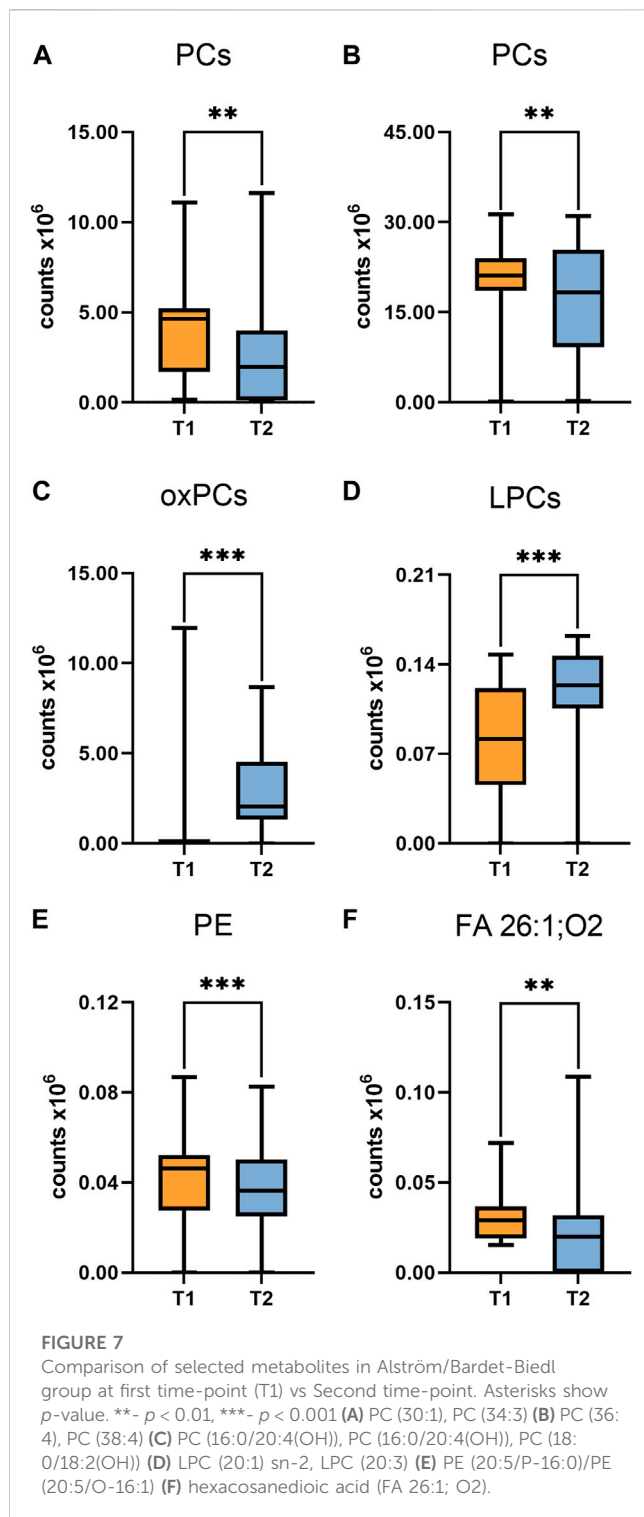 A PCs B PCs
** **
15.00 45.00
10.00 30.00
5.00 15.00
0.00 0.00
counts x10⁶ counts x10⁶
T1 T2 T1 T2
C oxPCs D LPCs
*** ***
15.00 0.21
10.00 0.14
5.00 0.07
0.00 0.00
counts x10⁶ counts x10⁶
T1 T2 T1 T2
E PE F FA 26:1;O2
*** **
0.12 0.15
0.08 0.10
0.04 0.05
0.00 0.00
counts x10⁶ counts x10⁶
T1 T2 T1 T2
FIGURE 7
Comparison of selected metabolites in Alström/Bardet-Biedl
group at first time-point (T1) vs Second time-point. Asterisks show
p-value. **- p < 0.01, ***- p < 0.001 (A) PC (30:1), PC (34:3) (B) PC (36:
4), PC (38:4) (C) PC (16:0/20:4(OH)), PC (16:0/20:4(OH)), PC (18:
0/18:2(OH)) (D) LPC (20:1) sn-2, LPC (20:3) (E) PE (20:5/P-16:0)/PE
(20:5/O-16:1) (F) hexacosanedioic acid (FA 26:1; O2).